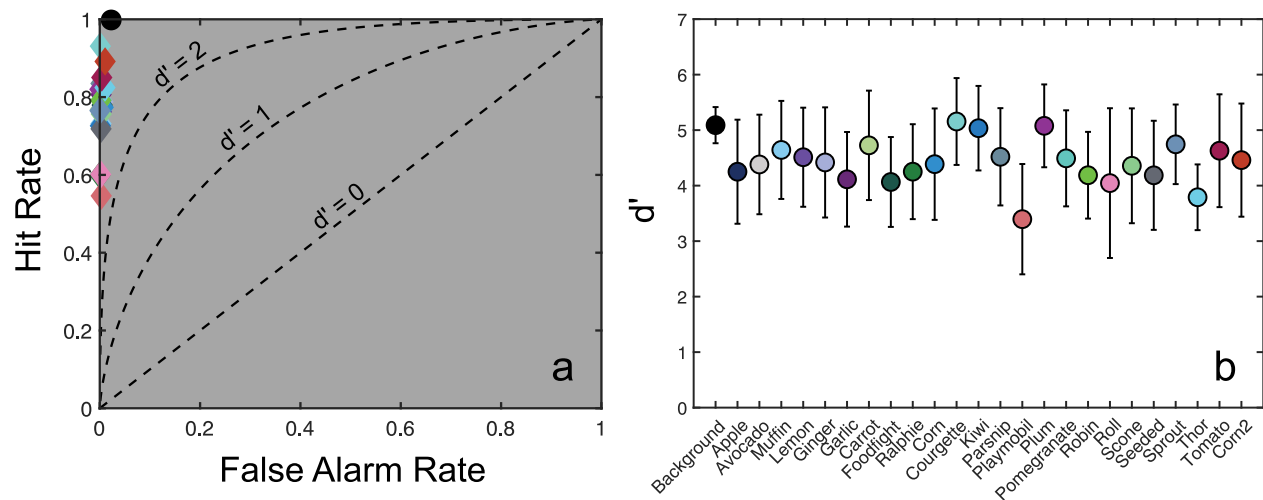 1
0.8
0.6
0.4
0.2
0
0
0.2
0.4
0.6
0.8
1
Hit Rate
False Alarm Rate
d' = 2
d' = 1
d' = 0
a
7
6
5
4
3
2
1
0
d'
b
Background
Apple
Avocado
Muffin
Lemon
Ginger
Garlic
Carrot
Foodfight
Ralphie
Corn
Courgette
Kiwi
Parsnip
Playmobil
Plum
Pomegranate
Robin
Roll
Scone
Seeded
Sprout
Thor
Tomato
Corn2